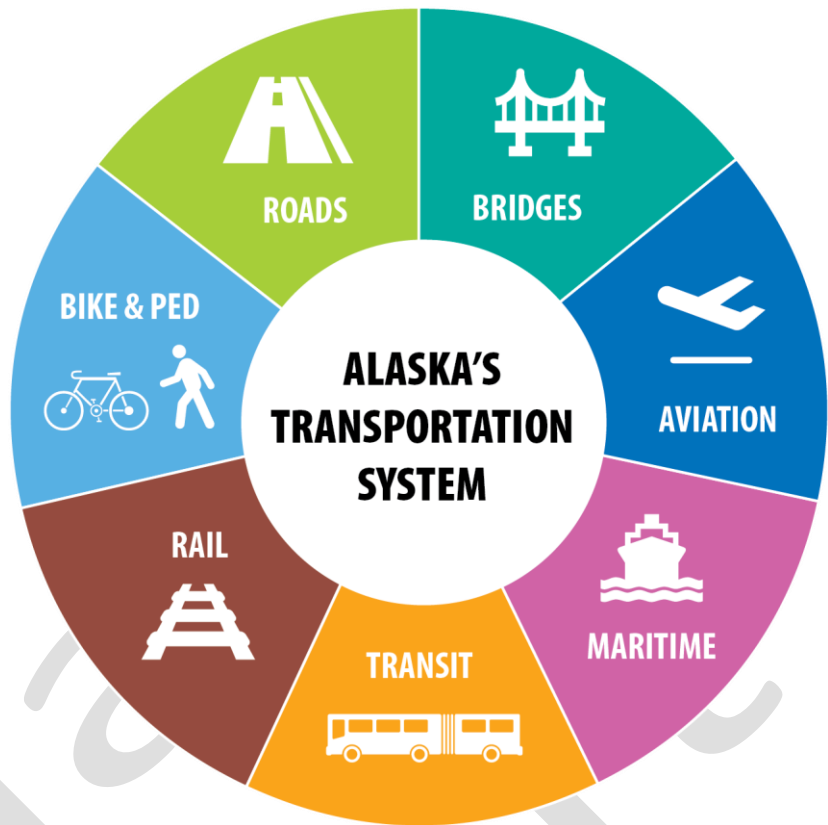 ROADS
BRIDGES
BIKE & PED
AVIATION
ALASKA'S
TRANSPORTATION
SYSTEM
RAIL
MARITIME
TRANSIT